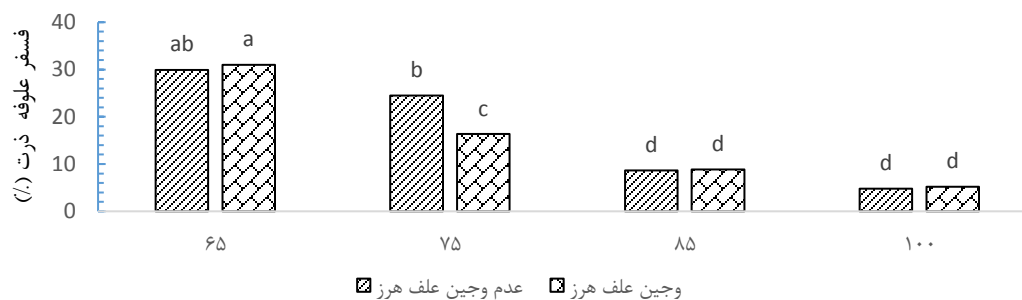 فسفر علوفه ذرت (٪)
40
30
20
10
0
ab
a
b
c
d
d
d
d
۶۵
۷۵
۸۵
۱۰۰
عدم وجین علف هرز
وجین علف هرز